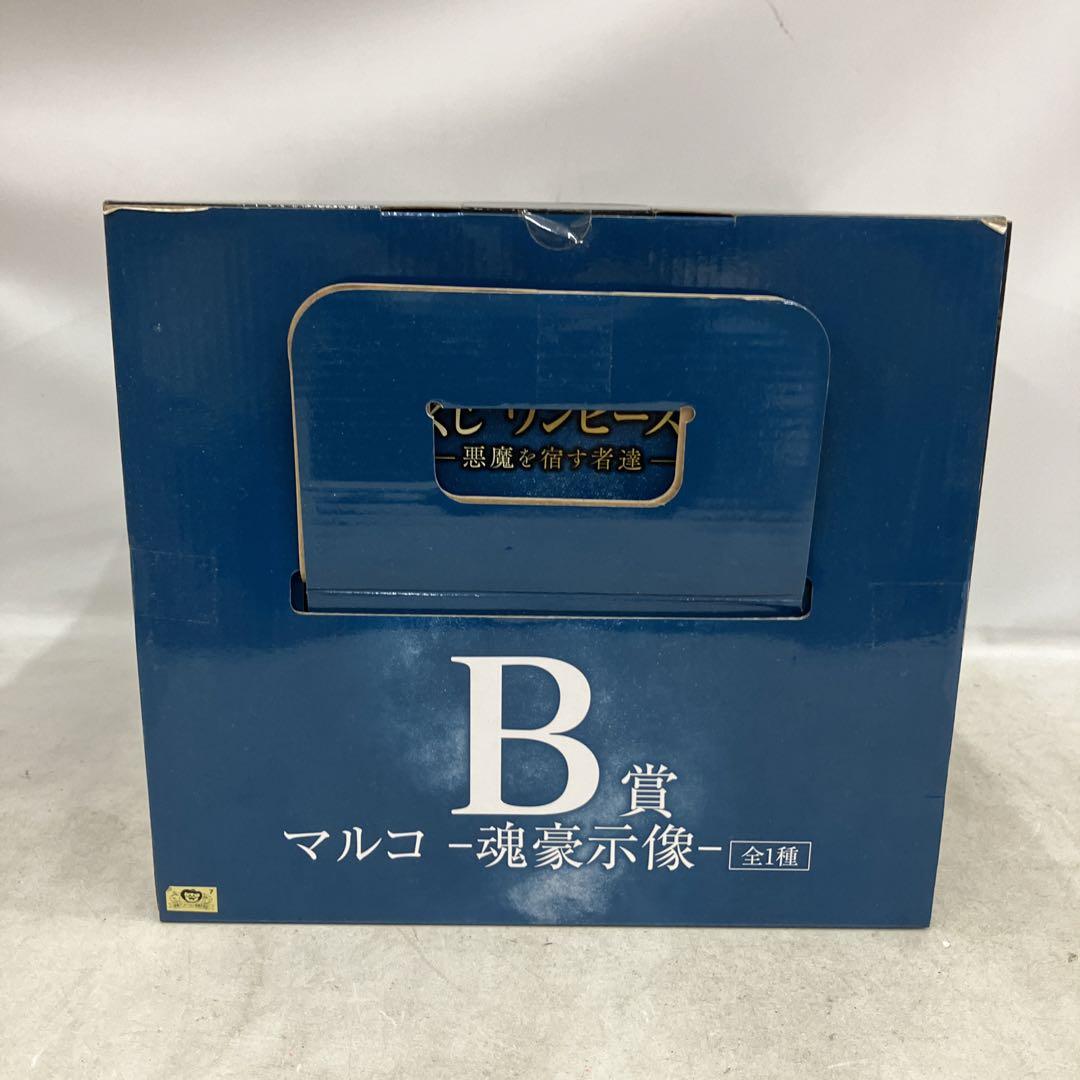 くじ ワンピース
—悪魔を宿す者達—
B賞
マルコ -魂豪示像- 全1種